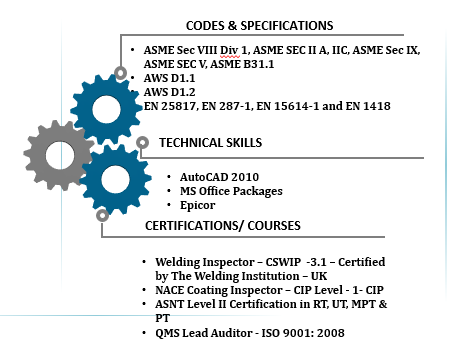 CODES & SPECIFICATIONS
• ASME Sec VIII Div 1, ASME SEC II A, IIC, ASME Sec IX,
ASME SEC V, ASME B31.1
• AWS D1.1
• AWS D1.2
EN 25817, EN 287-1, EN 15614-1 and EN 1418
TECHNICAL SKILLS
• AutoCAD 2010
• MS Office Packages
• Epicor
CERTIFICATIONS/ COURSES
• Welding Inspector – CSWIP -3.1 – Certified
by The Welding Institution – UK
• NACE Coating Inspector – CIP Level - 1- CIP
• ASNT Level II Certification in RT, UT, MPT &
PT
• QMS Lead Auditor - ISO 9001: 2008